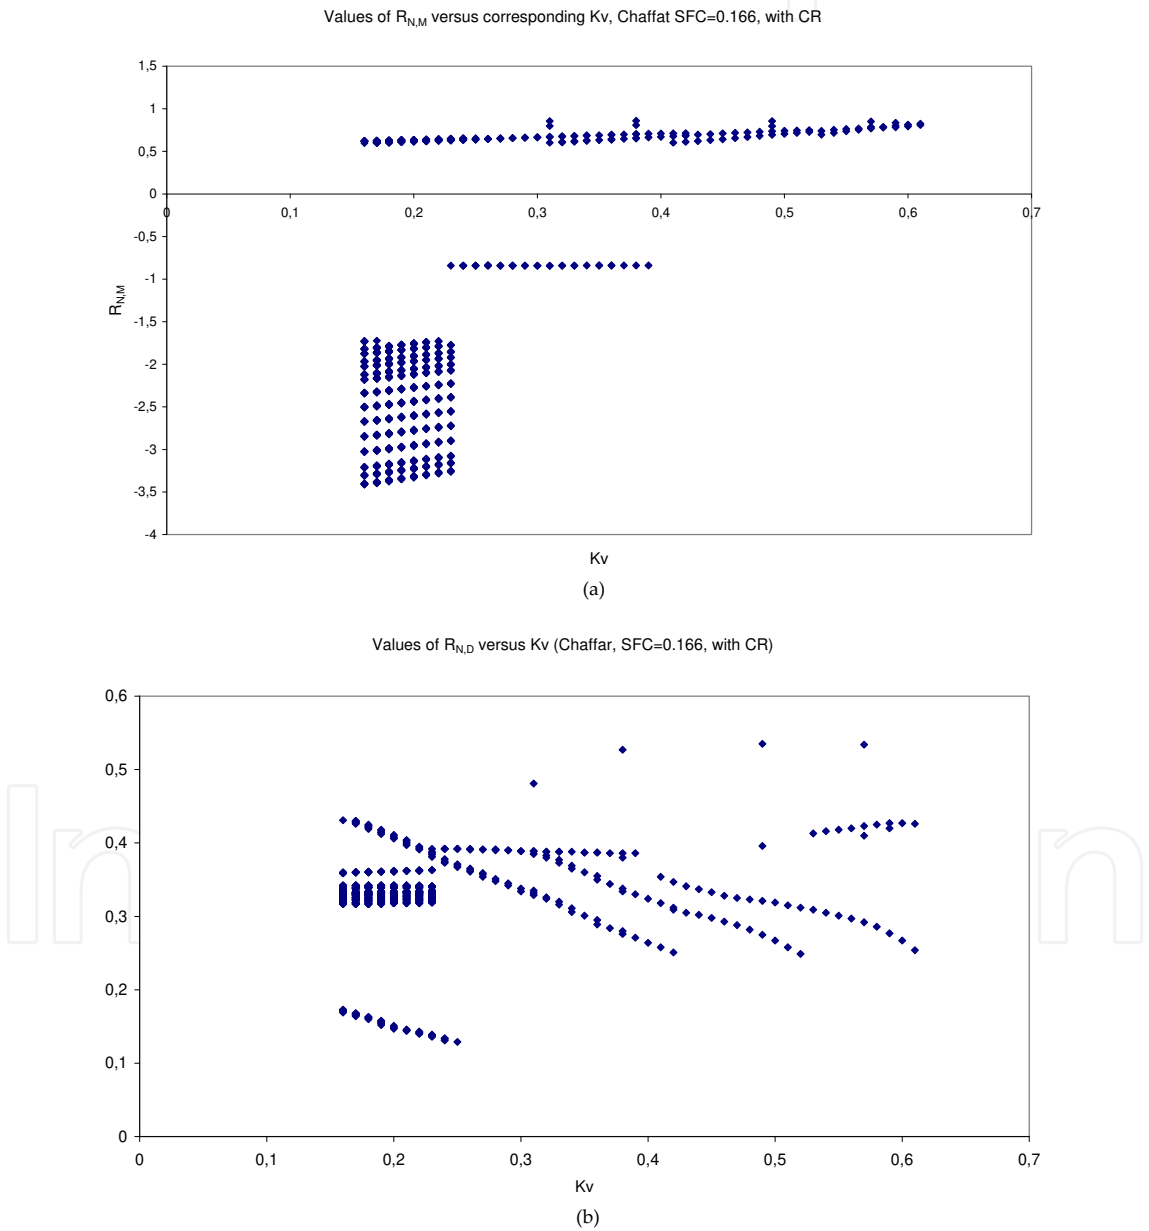 Values of R_N,M versus corresponding Kv, Chaffat SFC=0.166, with CR
1,5
1
0,5
0
0 0,1 0,2 0,3 0,4 0,5 0,6 0,7
-0,5
-1
-1,5
-2
-2,5
-3
-3,5
-4
R_N,M
Kv
(a)
Values of R_N,D versus Kv (Chaffar, SFC=0.166, with CR)
0,6
0,5
0,4
0,3
0,2
0,1
0
0 0,1 0,2 0,3 0,4 0,5 0,6 0,7
Kv
(b)
In
n